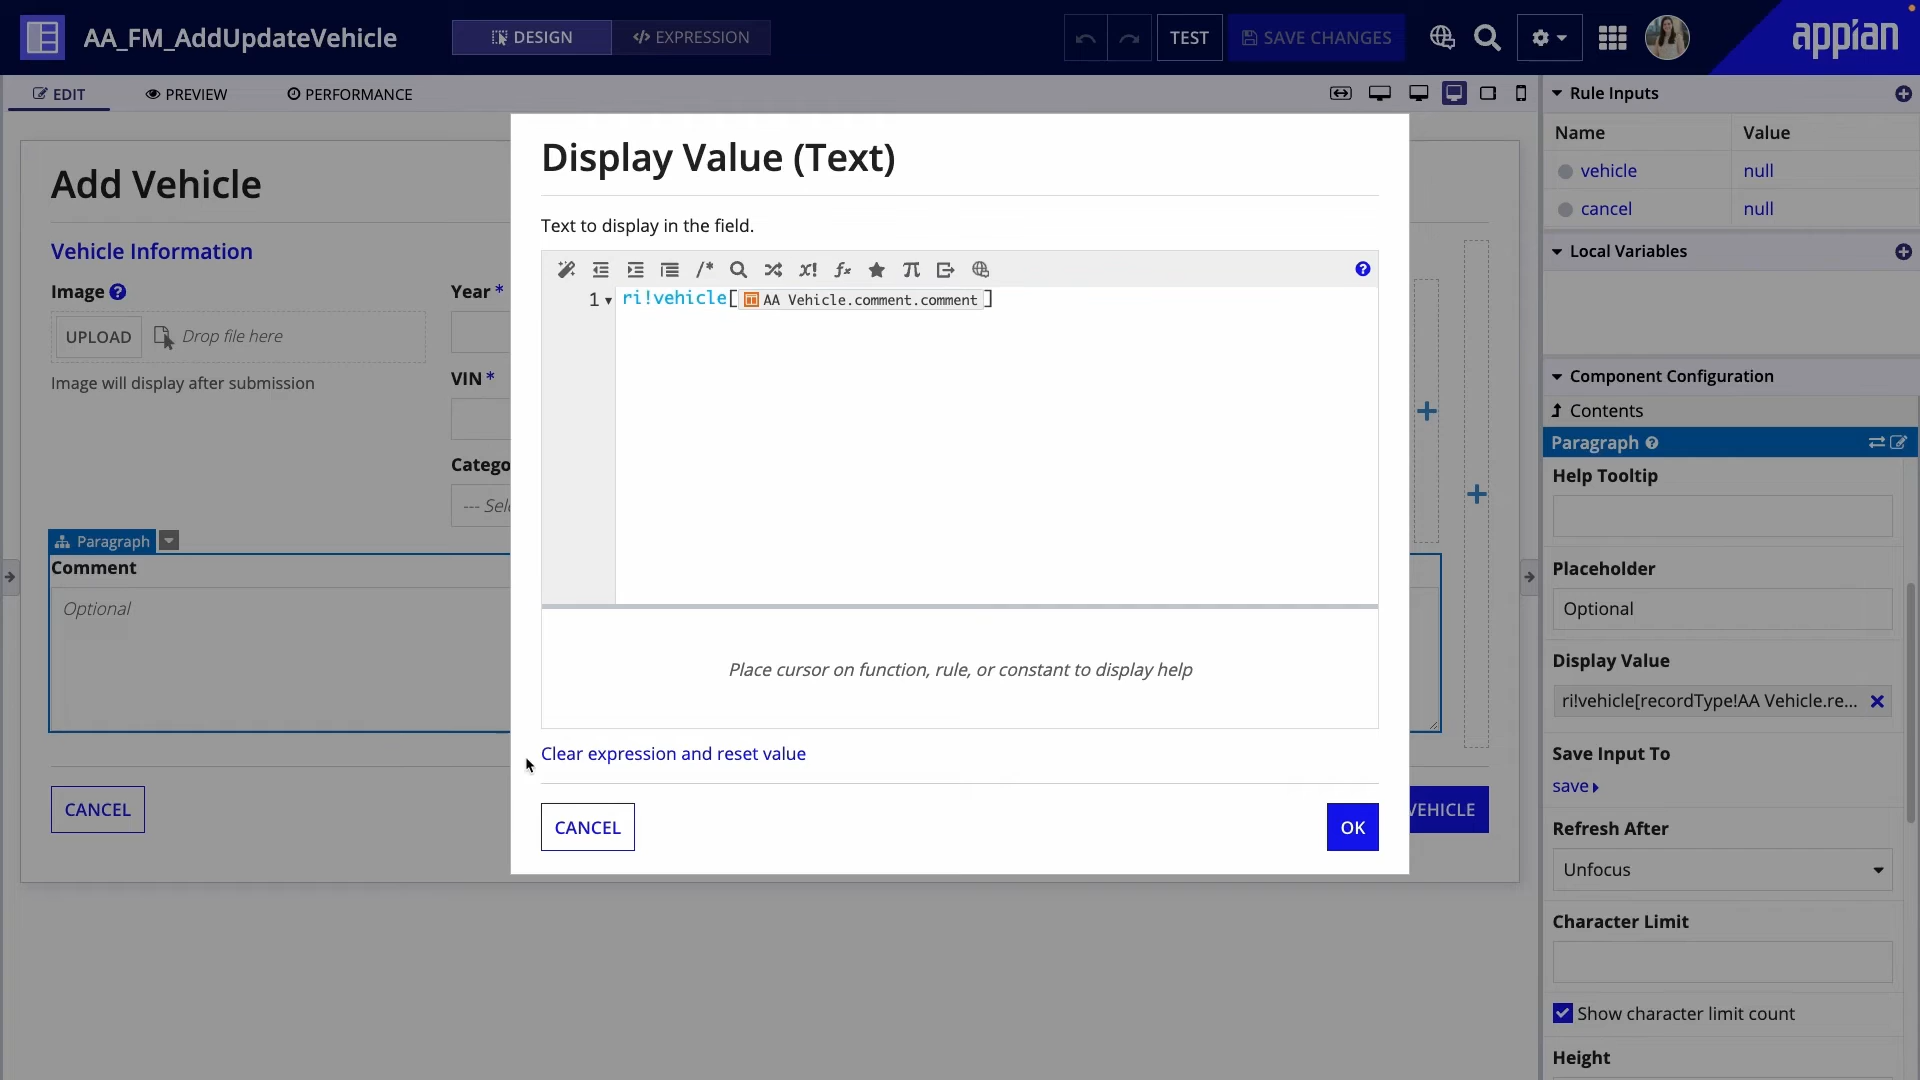 AA_FM_AddUpdateVehicle
DESIGN
</> EXPRESSION
TEST
SAVE CHANGES
appian
EDIT
PREVIEW
PERFORMANCE
Add Vehicle
Vehicle Information
Image
UPLOAD
Drop file here
Image will display after submission
Year *
VIN *
Catego
--- Sele
Paragraph
Comment
Optional
CANCEL
VEHICLE
Display Value (Text)
Text to display in the field.
/*
x!
fx
π
1
ri!vehicle[AA Vehicle.comment.comment]
Place cursor on function, rule, or constant to display help
Clear expression and reset value
CANCEL
OK
Rule Inputs
Name Value
vehicle null
cancel null
Local Variables
Component Configuration
Contents
Paragraph
Help Tooltip
Placeholder
Optional
Display Value
ri!vehicle[recordType!AA Vehicle.re...
Save Input To
save
Refresh After
Unfocus
Character Limit
Show character limit count
Height